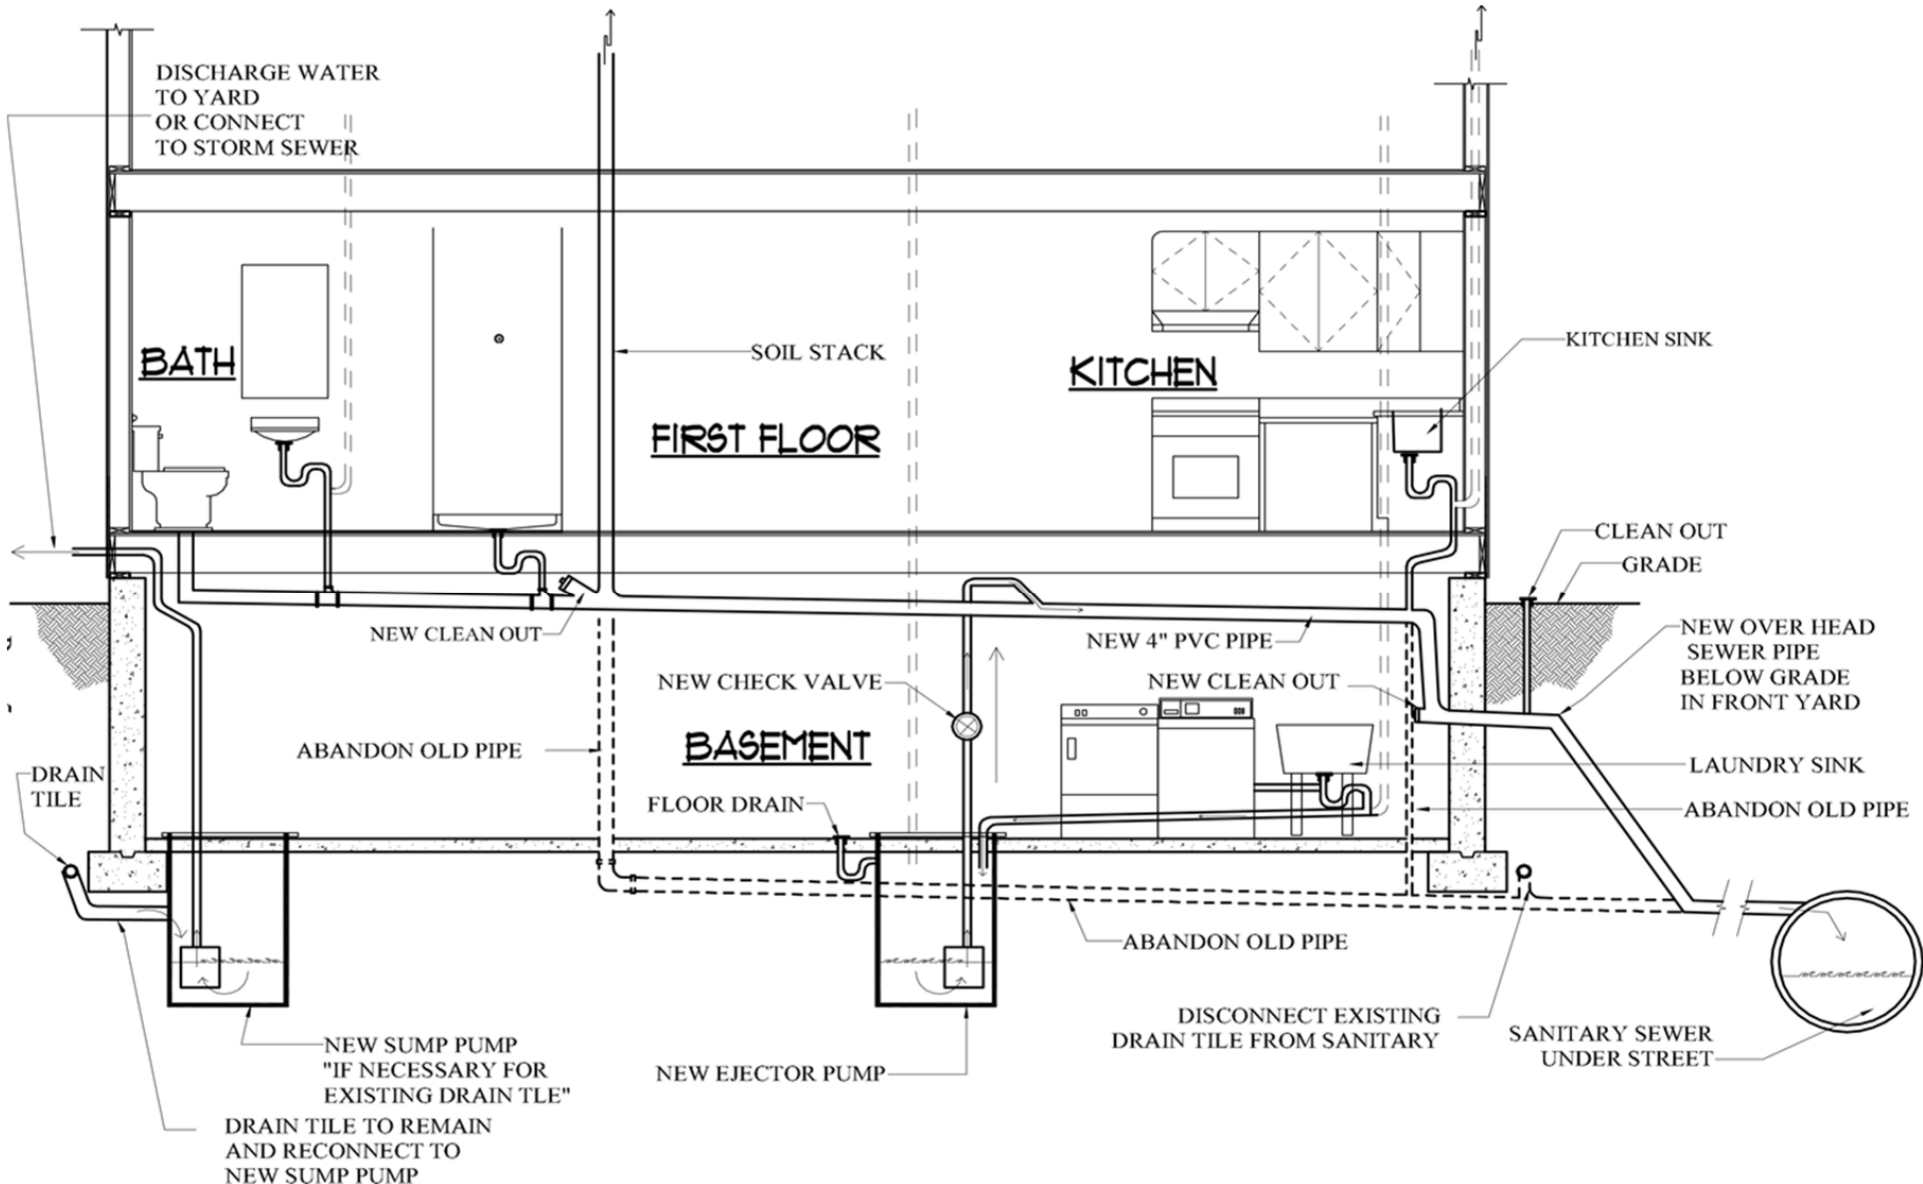 DISCHARGE WATER
TO YARD
OR CONNECT
TO STORM SEWER
BATH
SOIL STACK
FIRST FLOOR
KITCHEN
KITCHEN SINK
CLEAN OUT
GRADE
NEW CLEAN OUT
NEW 4" PVC PIPE
NEW OVER HEAD
SEWER PIPE
BELOW GRADE
IN FRONT YARD
NEW CHECK VALVE
NEW CLEAN OUT
ABANDON OLD PIPE
BASEMENT
DRAIN
TILE
FLOOR DRAIN
LAUNDRY SINK
ABANDON OLD PIPE
ABANDON OLD PIPE
DISCONNECT EXISTING
DRAIN TILE FROM SANITARY
SANITARY SEWER
UNDER STREET
NEW SUMP PUMP
"IF NECESSARY FOR
EXISTING DRAIN TLE"
NEW EJECTOR PUMP
DRAIN TILE TO REMAIN
AND RECONNECT TO
NEW SUMP PUMP